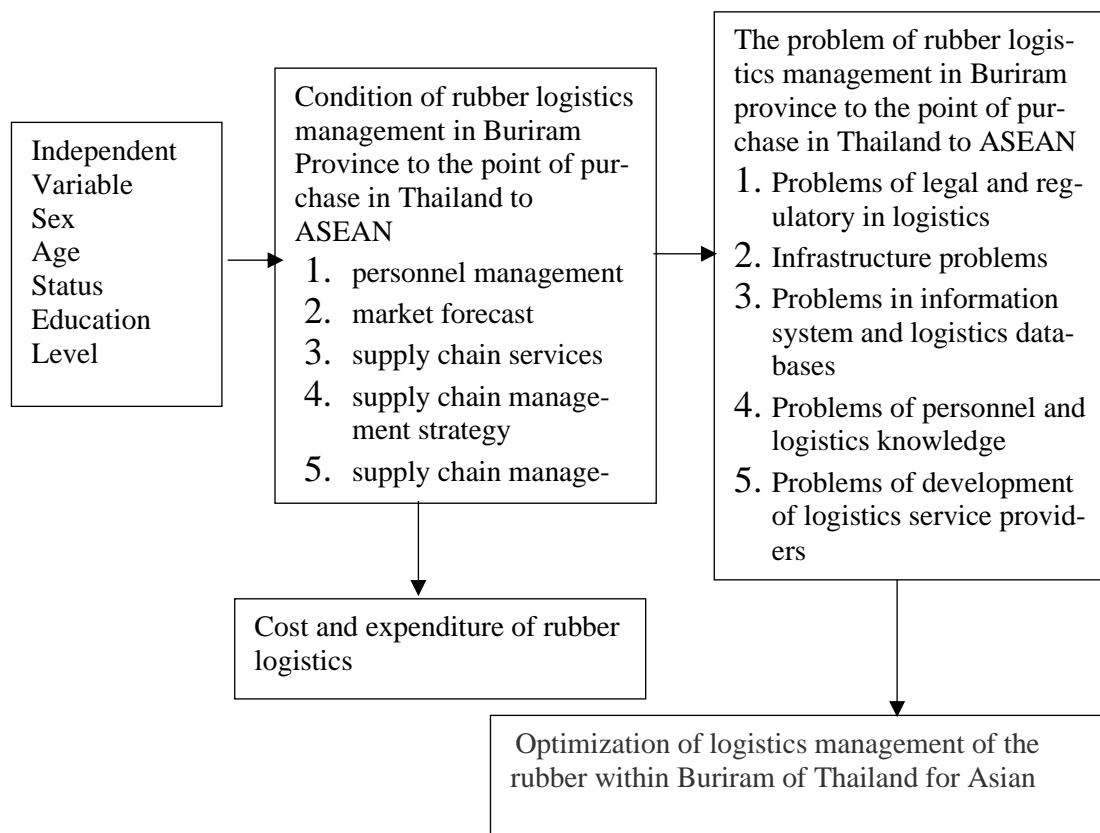 Independent
Variable
Sex
Age
Status
Education
Level
Condition of rubber logistics
management in Buriram
Province to the point of pur-
chase in Thailand to
ASEAN
1. personnel management
2. market forecast
3. supply chain services
4. supply chain manage-
ment strategy
5. supply chain manage-
The problem of rubber logis-
tics management in Buriram
province to the point of pur-
chase in Thailand to ASEAN
1. Problems of legal and reg-
ulatory in logistics
2. Infrastructure problems
3. Problems in information
system and logistics data-
bases
4. Problems of personnel and
logistics knowledge
5. Problems of development
of logistics service provid-
ers
Cost and expenditure of rubber
logistics
Optimization of logistics management of the
rubber within Buriram of Thailand for Asian